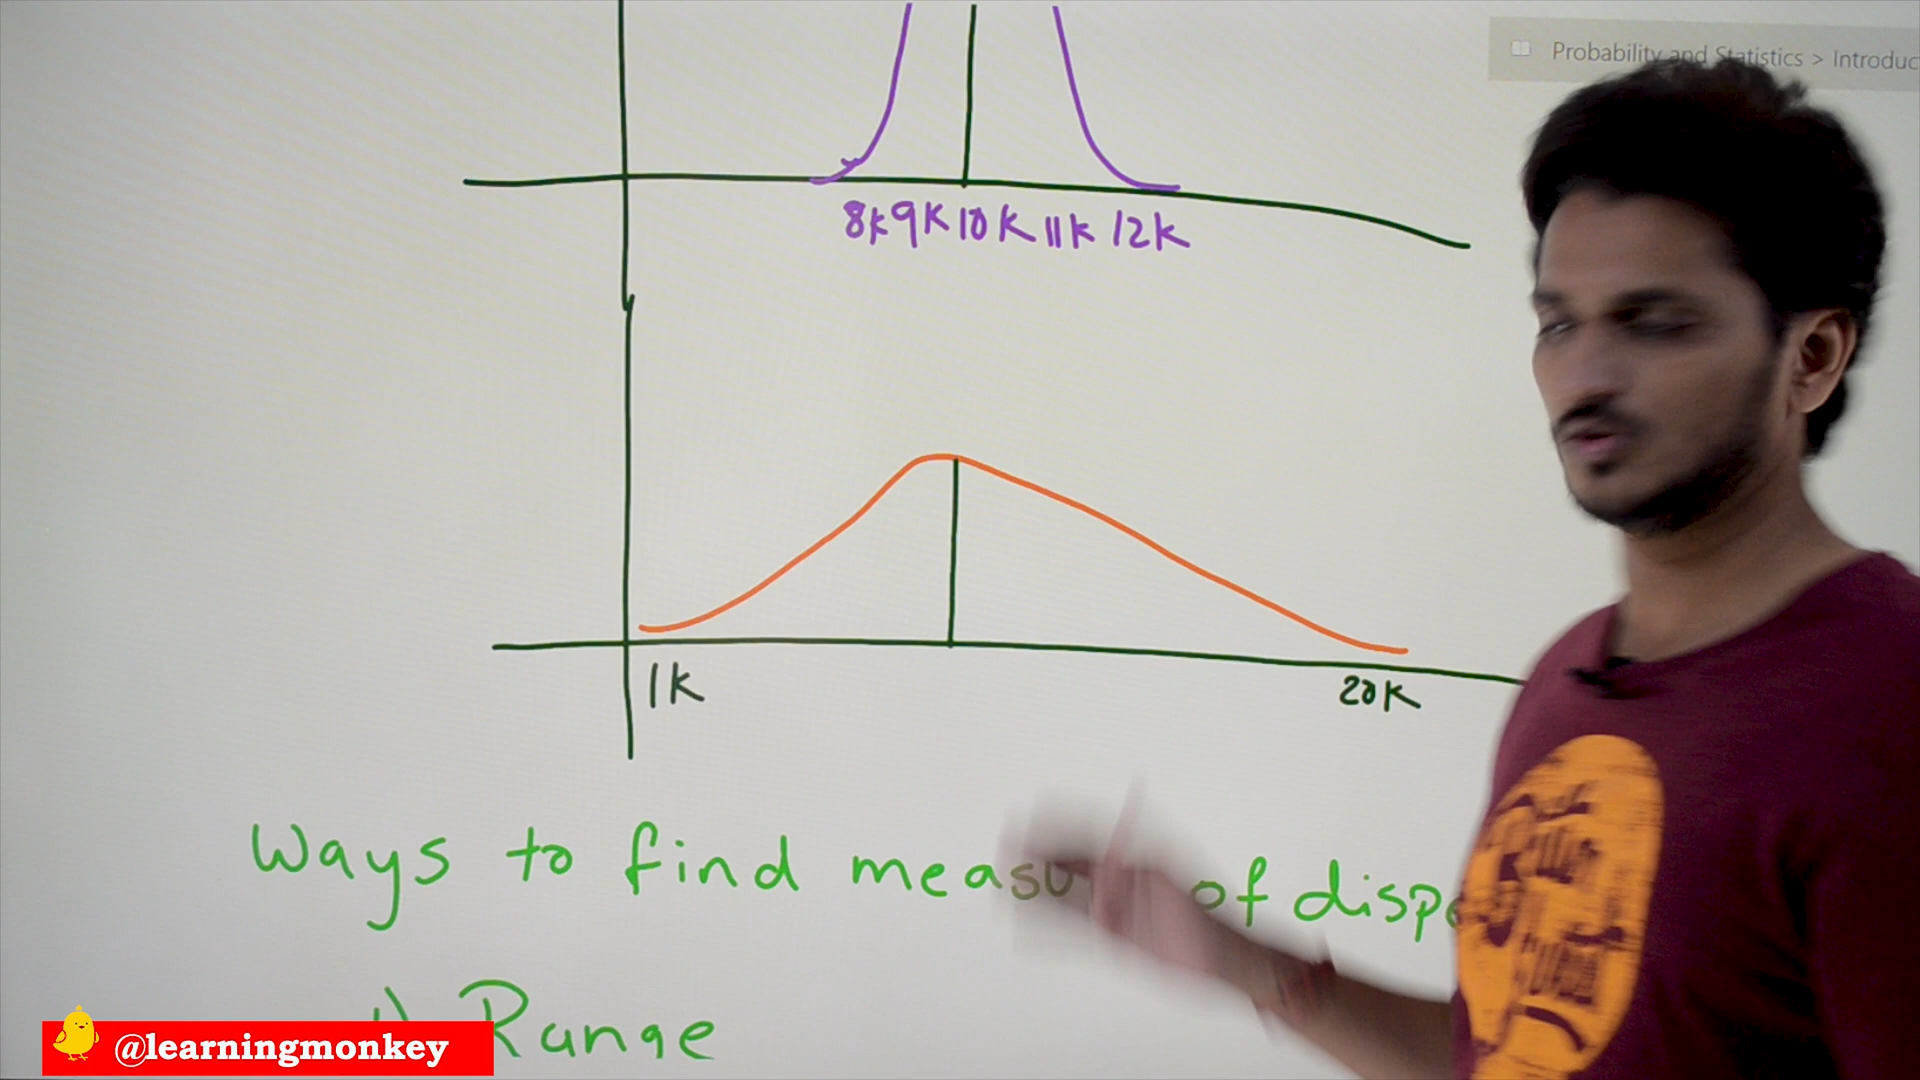 Probability and Statistics > Introduc
8K 9K 10K 11K 12K
1K
20K
Ways to find measu of dispe
1) Range
@learningmonkey